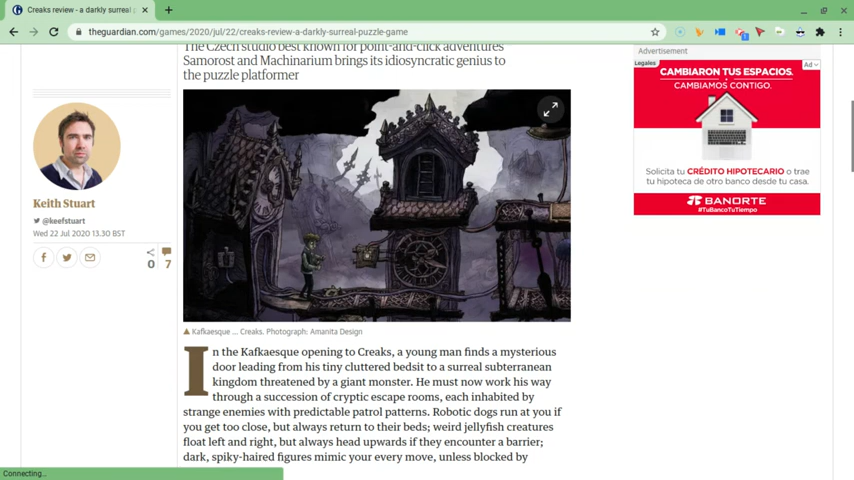 Creaks review - a darkly surreal p
theguardian.com/games/2020/jul/22/creaks-review-a-darkly-surreal-puzzle-game
The Czech studio best known for point-and-click adventures
Samorost and Machinarium brings its idiosyncratic genius to
the puzzle platformer
Keith Stuart
@keefstuart
Wed 22 Jul 2020 13.30 BST
0 7
Kafkaesque ... Creaks. Photograph: Amanita Design
In the Kafkaesque opening to Creaks, a young man finds a mysterious
door leading from his tiny cluttered bedsit to a surreal subterranean
kingdom threatened by a giant monster. He must now work his way
through a succession of cryptic escape rooms, each inhabited by
strange enemies with predictable patrol patterns. Robotic dogs run at you if
you get too close, but always return to their beds; weird jellyfish creatures
float left and right, but always head upwards if they encounter a barrier;
dark, spiky-haired figures mimic your every move, unless blocked by
Advertisement
Legales
Ad
CAMBIARON TUS ESPACIOS.
CAMBIAMOS CONTIGO.
Solicita tu CRÉDITO HIPOTECARIO o trae
tu hipoteca de otro banco desde tu casa.
BANORTE
#TuBancoTuTiempo
Connecting...